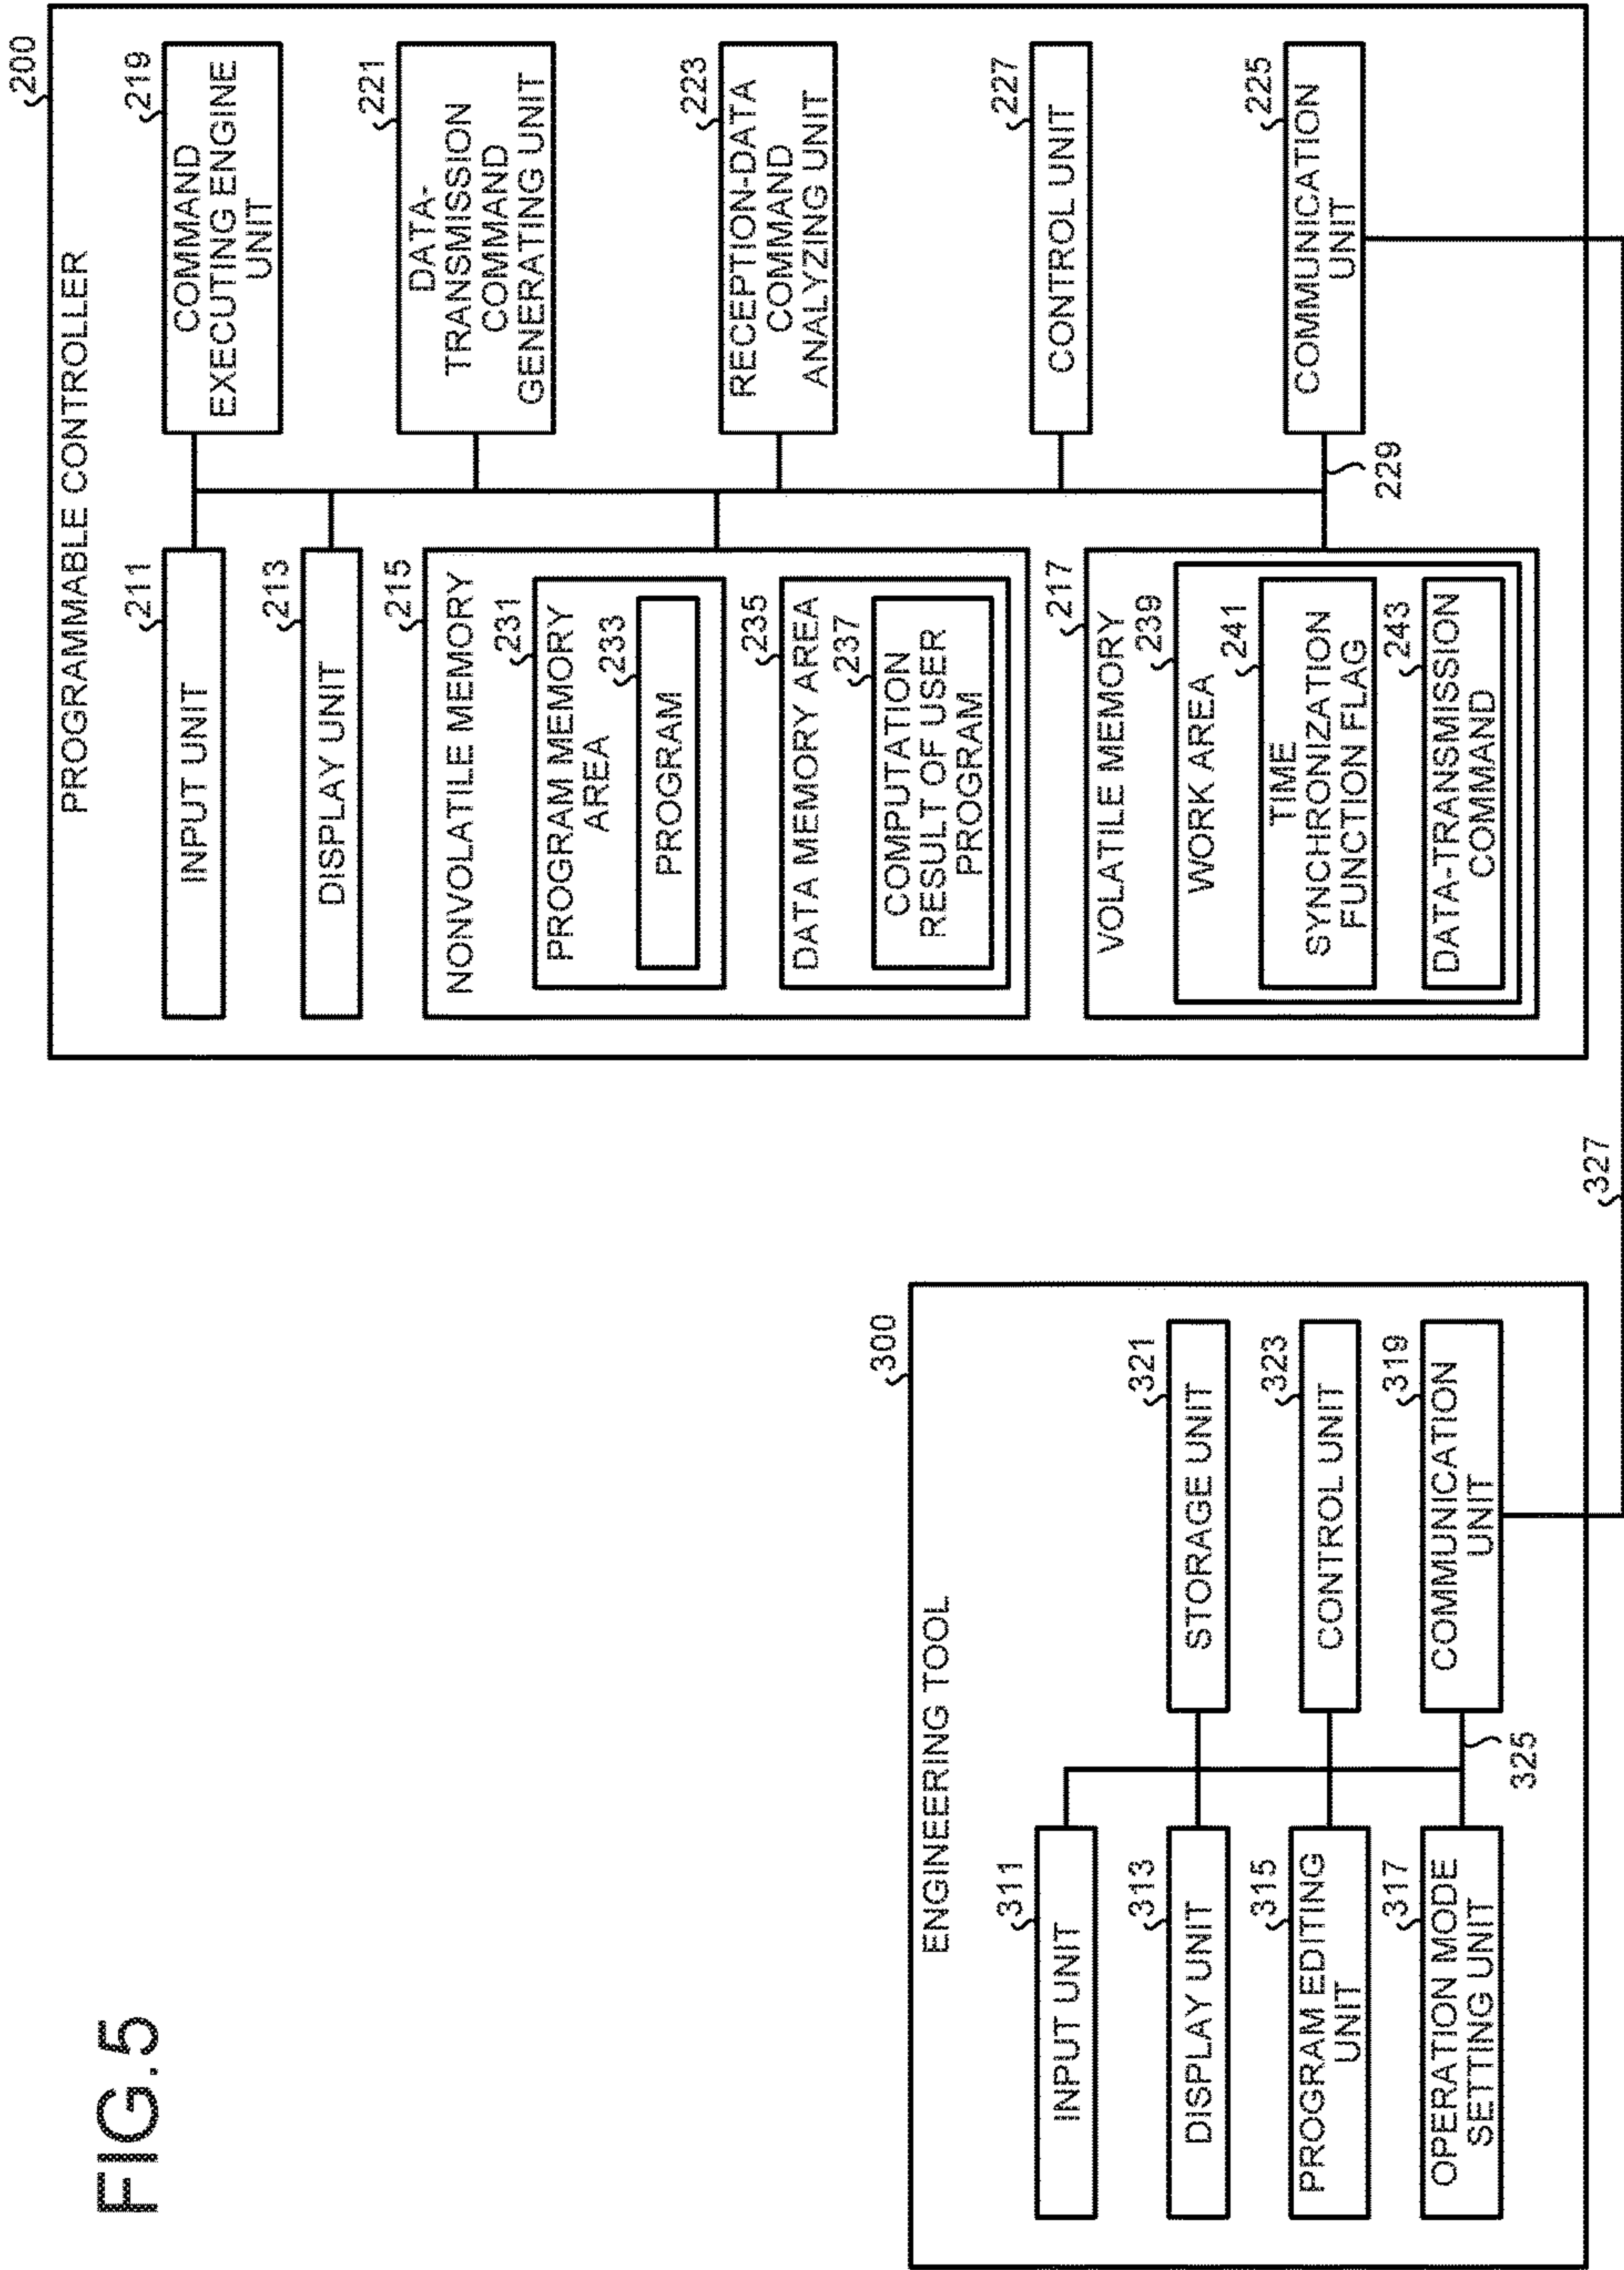 FIG.5
300
ENGINEERING TOOL
311
INPUT UNIT
313
DISPLAY UNIT
315
PROGRAM EDITING
UNIT
317
OPERATION MODE
SETTING UNIT
321
STORAGE UNIT
323
CONTROL UNIT
319
COMMUNICATION
UNIT
325
327
200
PROGRAMMABLE CONTROLLER
211
INPUT UNIT
213
DISPLAY UNIT
215
NONVOLATILE MEMORY
231
PROGRAM MEMORY
AREA
233
PROGRAM
235
DATA MEMORY AREA
237
COMPUTATION
RESULT OF USER
PROGRAM
217
VOLATILE MEMORY
239
WORK AREA
241
TIME
SYNCHRONIZATION
FUNCTION FLAG
243
DATA-TRANSMISSION
COMMAND
219
COMMAND
EXECUTING ENGINE
UNIT
221
DATA-
TRANSMISSION
COMMAND
GENERATING UNIT
223
RECEPTION-DATA
COMMAND
ANALYZING UNIT
227
CONTROL UNIT
225
COMMUNICATION
UNIT
229